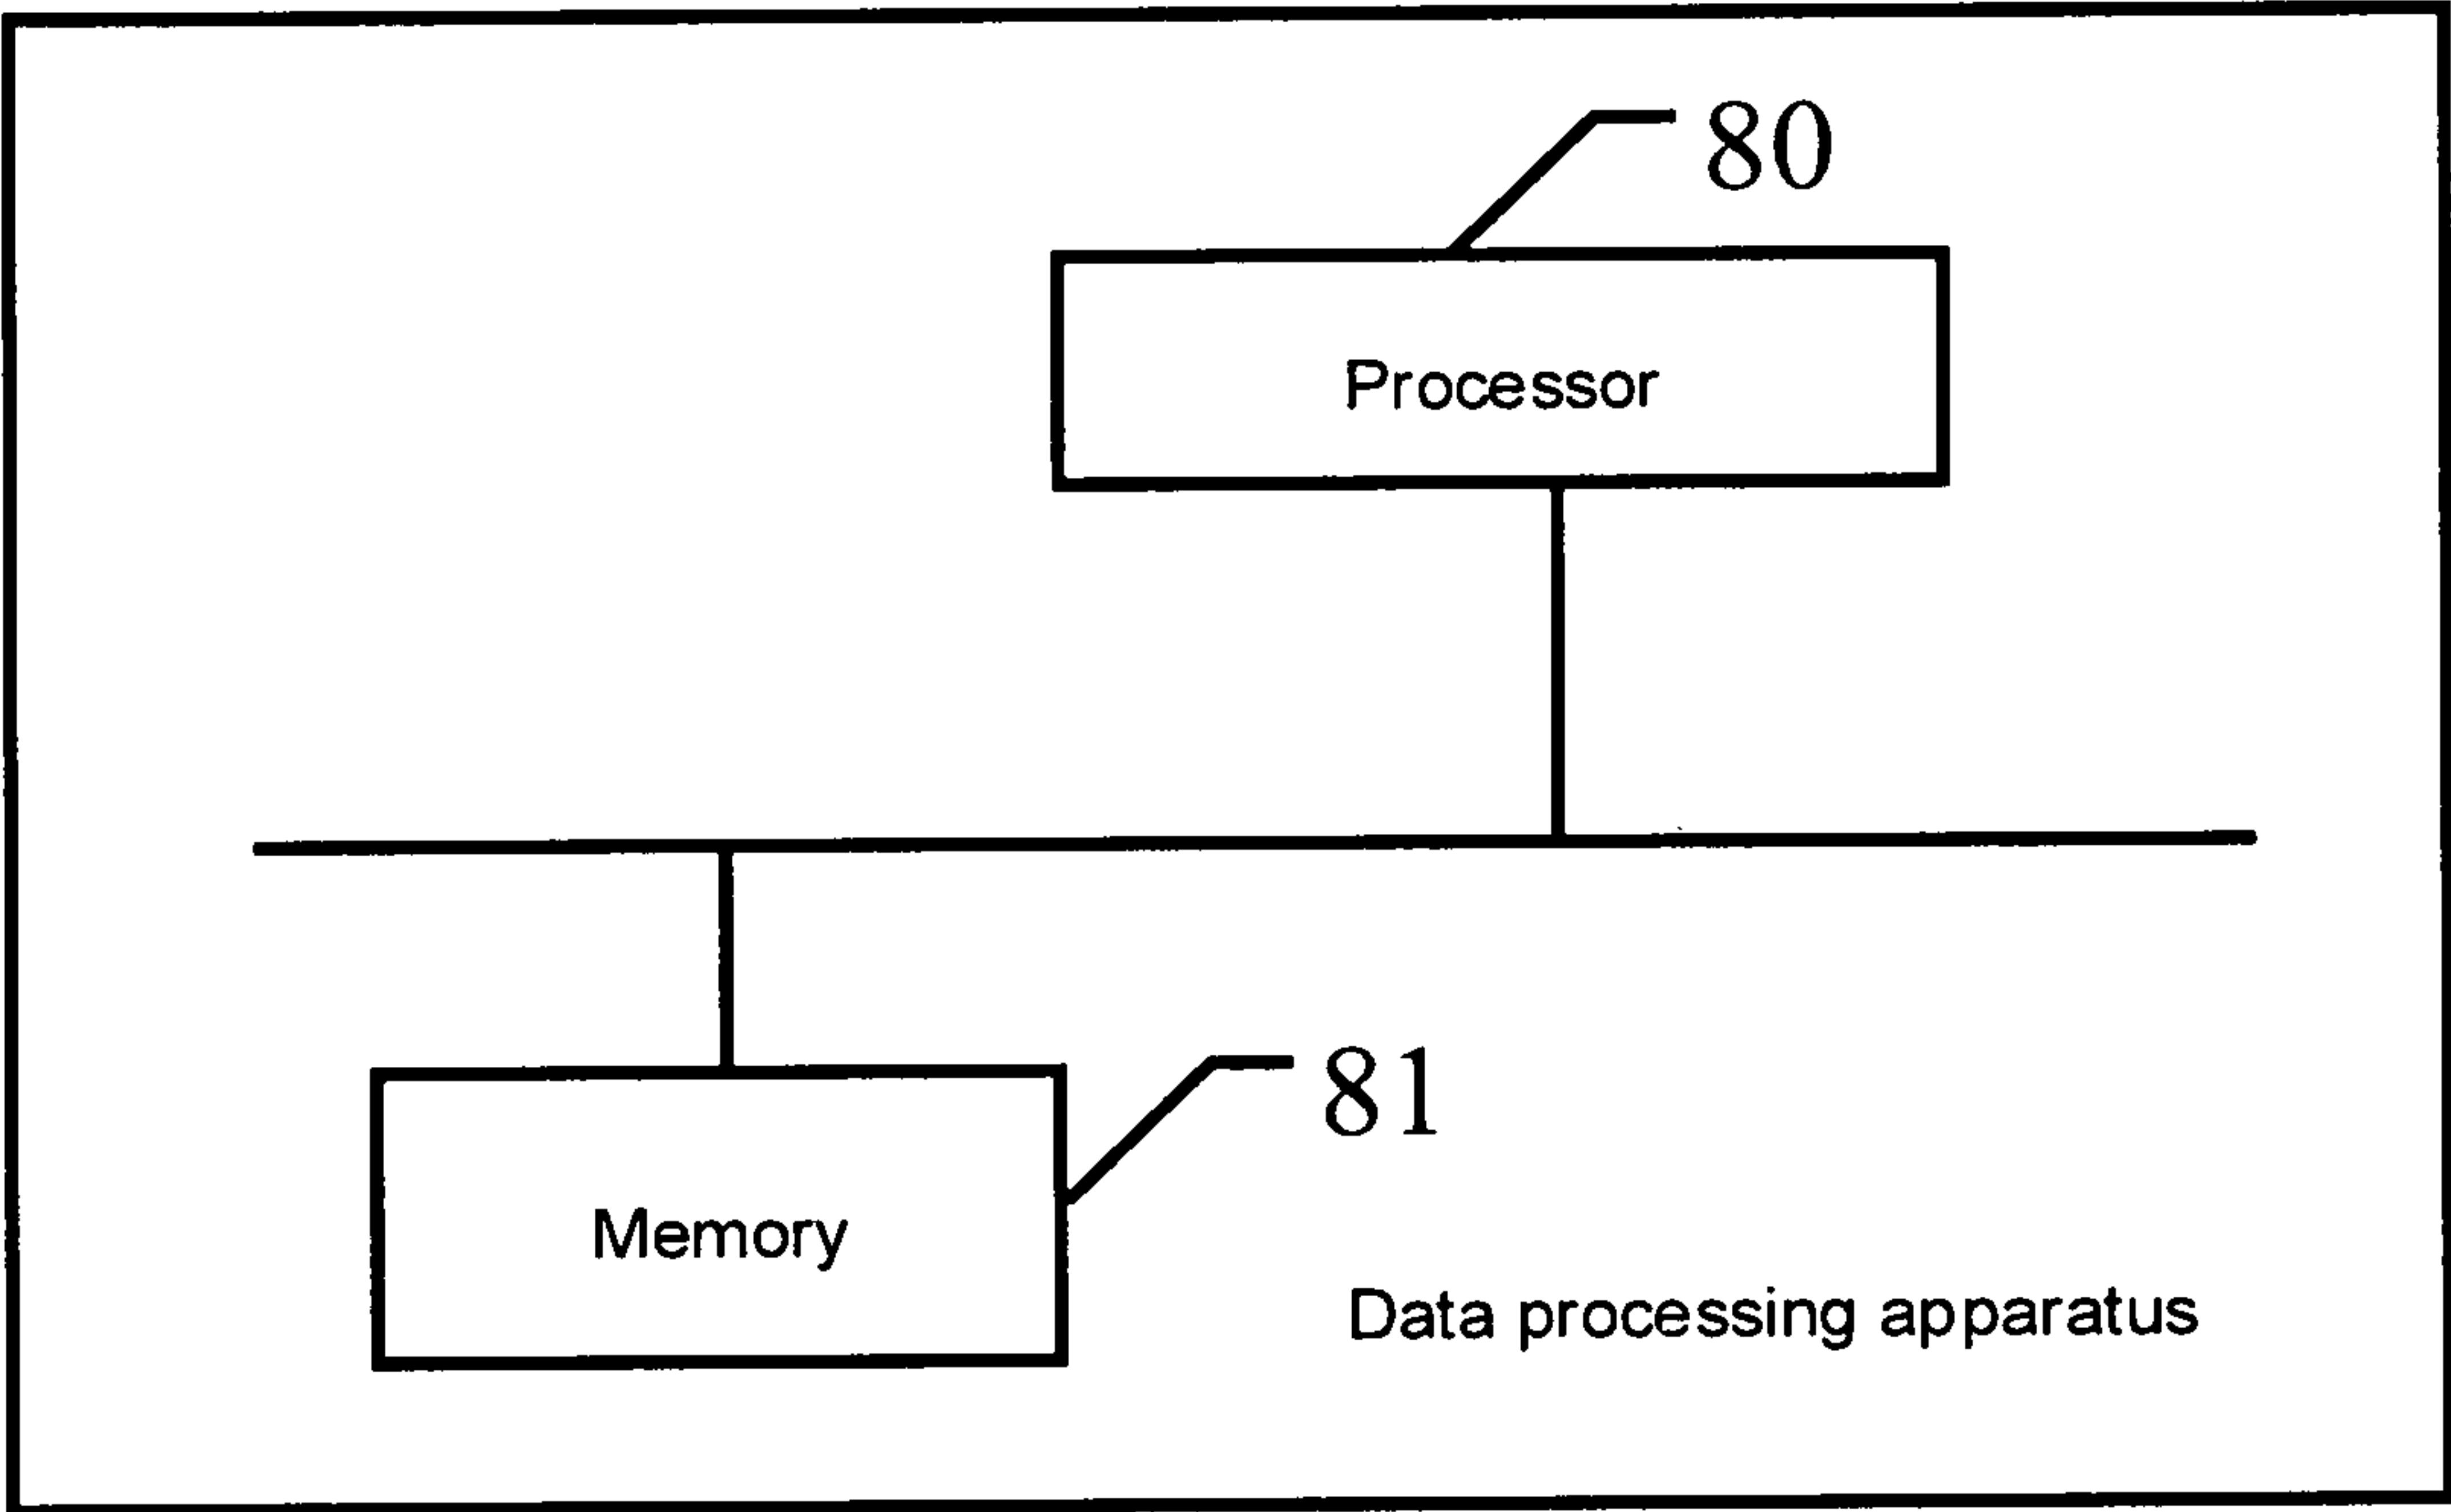 80
Processor
81
Memory
Data processing apparatus